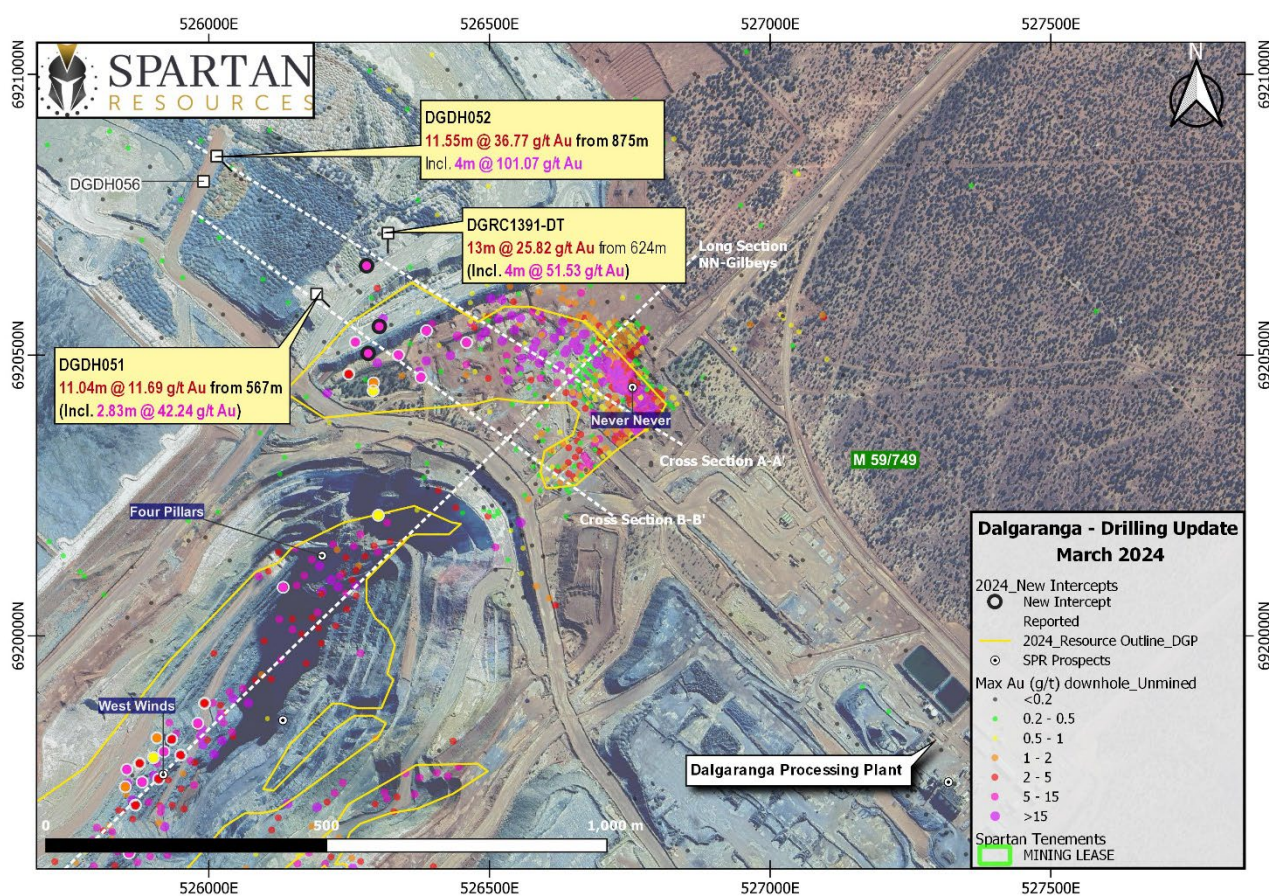 526000E
526500E
527000E
527500E
6921000N
6921000N
N
SPARTAN
RESOURCES
DGDH052
11.55m @ 36.77 g/t Au from 875m
Incl. 4m @ 101.07 g/t Au
DGDH056
DGRC1391-DT
13m @ 25.82 g/t Au from 624m
(Incl. 4m @ 51.53 g/t Au)
Long Section
NN-Gilbeys
6920500N
6920500N
DGDH051
11.04m @ 11.69 g/t Au from 567m
(Incl. 2.83m @ 42.24 g/t Au)
Never Never
Cross Section A-A'
M 59/749
Four Pillars
Cross Section B-B'
6920000N
6920000N
West Winds
Dalgaranga Processing Plant
Dalgaranga - Drilling Update
March 2024
2024_New Intercepts
New Intercept
Reported
2024_Resource Outline_DGP
SPR Prospects
Max Au (g/t) downhole_Unmined
<0.2
0.2 - 0.5
0.5 - 1
1 - 2
2 - 5
5 - 15
>15
Spartan Tenements
MINING LEASE
0
500
1,000 m
526000E
526500E
527000E
527500E